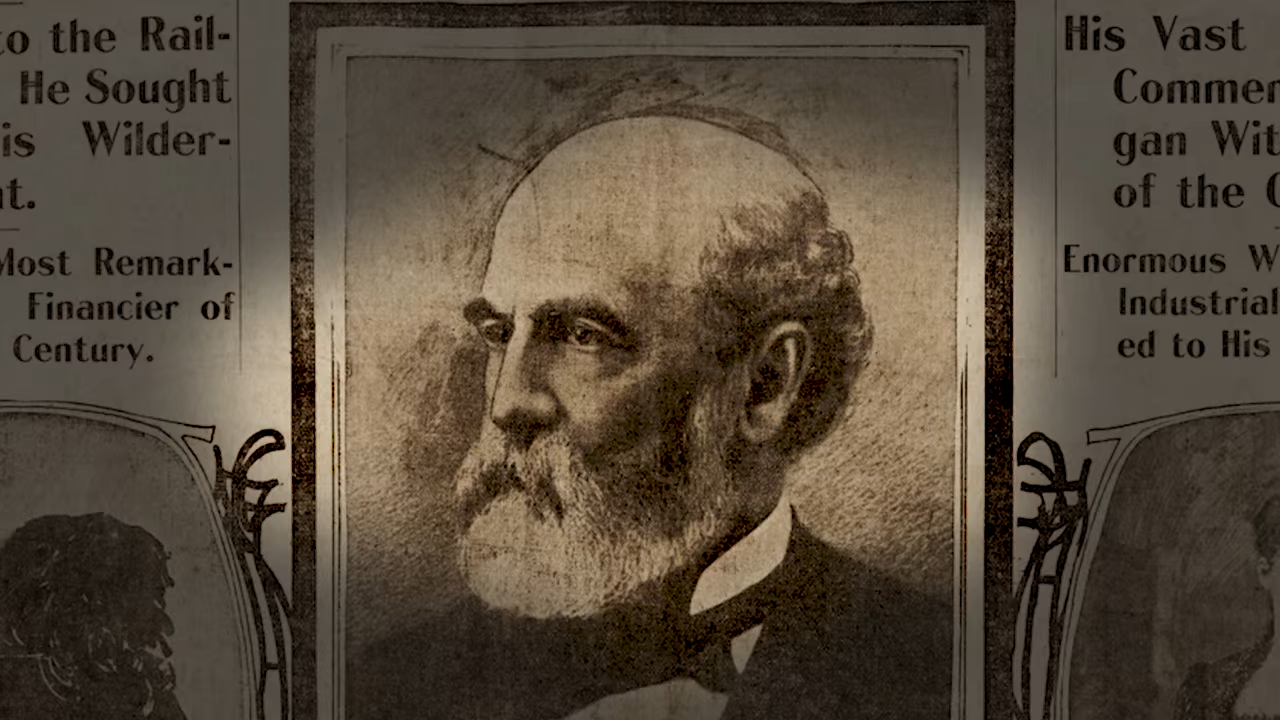 to the Rail-
He Sought
is Wilder-
nt.
Most Remark-
Financier of
Century.
His Vast
Commer
gan Wit
of the C
Enormous W
Industrial
ed to His